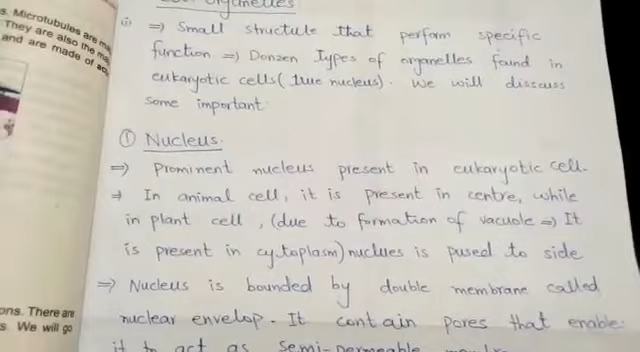 s. Microtubules are
They are also the
and are made of
organelles
⇒ Small structule that perform specific
function ⇒ Donzen Types of organelles found in
eukaryotic cells (true nucleus). We will disscuss
some important
① Nucleus.
⇒ Prominent nucleus present in eukaryotic cell.
⇒ In animal cell, it is present in centre, while
in plant cell, (due to formation of vacuole ⇒ It
is present in cytoplasm) nuclues is pused to side
⇒ Nucleus is bounded by double membrane called
nuclear envelop. It contain pores that enable
it to act as semi-permeable
ons. There are
s. We will go